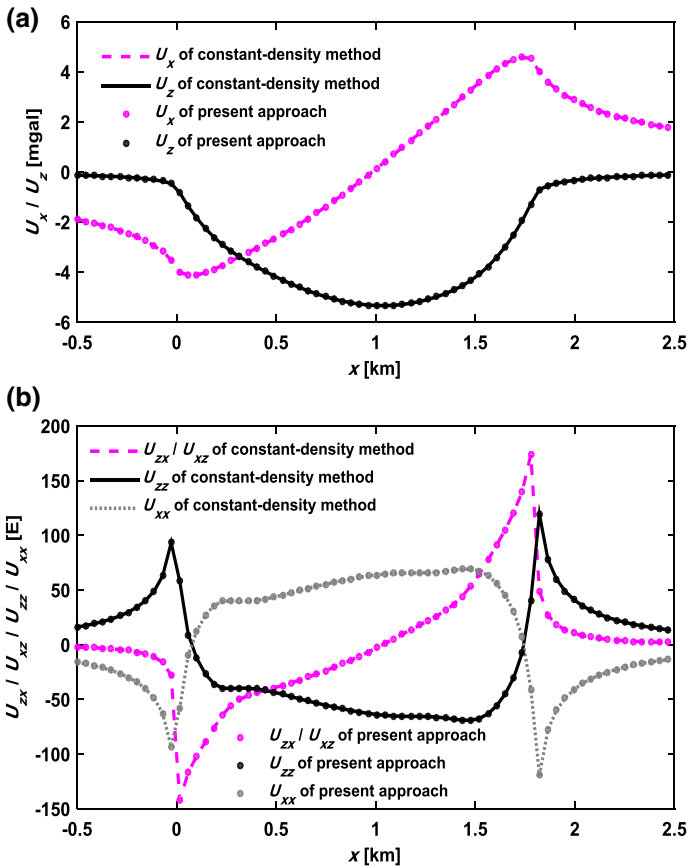 (a)
6
4
2
0
-2
-4
-6
U_x / U_z [mgal]
U_x of constant-density method
U_z of constant-density method
U_x of present approach
U_z of present approach
-0.5 0 0.5 1 1.5 2 2.5
x [km]
(b)
200
150
100
50
0
-50
-100
-150
U_zx / U_xz / U_zz / U_xx [E]
U_zx / U_xz of constant-density method
U_zz of constant-density method
U_xx of constant-density method
U_zx / U_xz of present approach
U_zz of present approach
U_xx of present approach
-0.5 0 0.5 1 1.5 2 2.5
x [km]